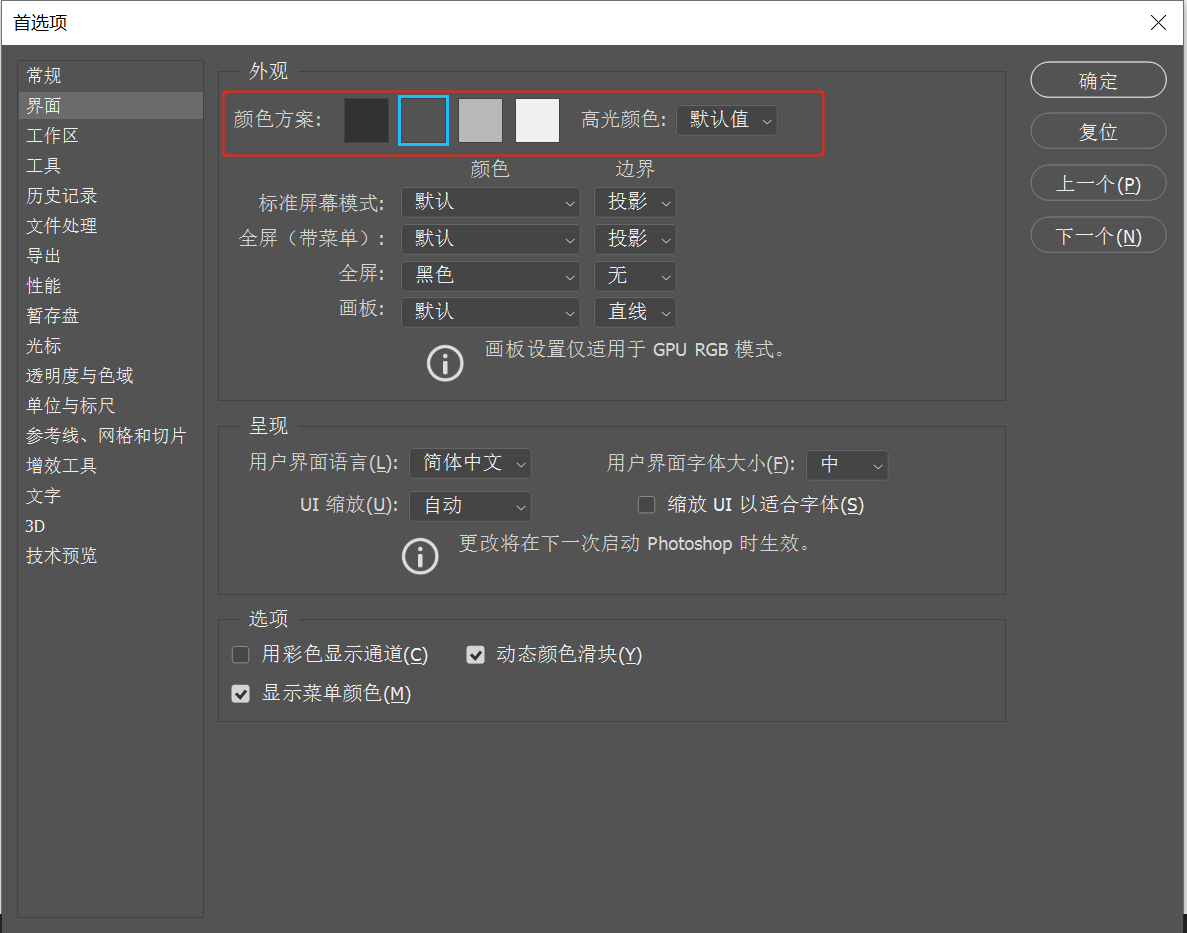 首选项
常规
界面
工作区
工具
历史记录
文件处理
导出
性能
暂存盘
光标
透明度与色域
单位与标尺
参考线、网格和切片
增效工具
文字
3D
技术预览
外观
颜色方案:
高光颜色: 默认值
颜色 边界
标准屏幕模式: 默认 投影
全屏（带菜单）: 默认 投影
全屏: 黑色 无
画板: 默认 直线
画板设置仅适用于 GPU RGB 模式。
呈现
用户界面语言(L): 简体中文 用户界面字体大小(F): 中
UI 缩放(U): 自动 缩放 UI 以适合字体(S)
更改将在下一次启动 Photoshop 时生效。
选项
用彩色显示通道(C) 动态颜色滑块(Y)
显示菜单颜色(M)
确定
复位
上一个(P)
下一个(N)